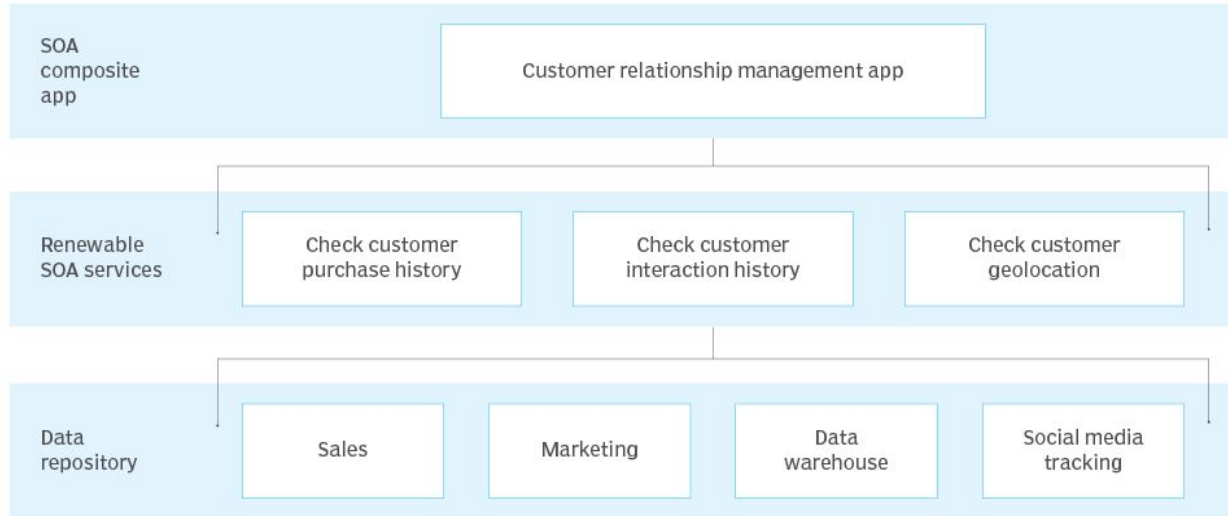 SOA
composite
app
Customer relationship management app
Renewable
SOA services
Check customer
purchase history
Check customer
interaction history
Check customer
geolocation
Data
repository
Sales
Marketing
Data
warehouse
Social media
tracking